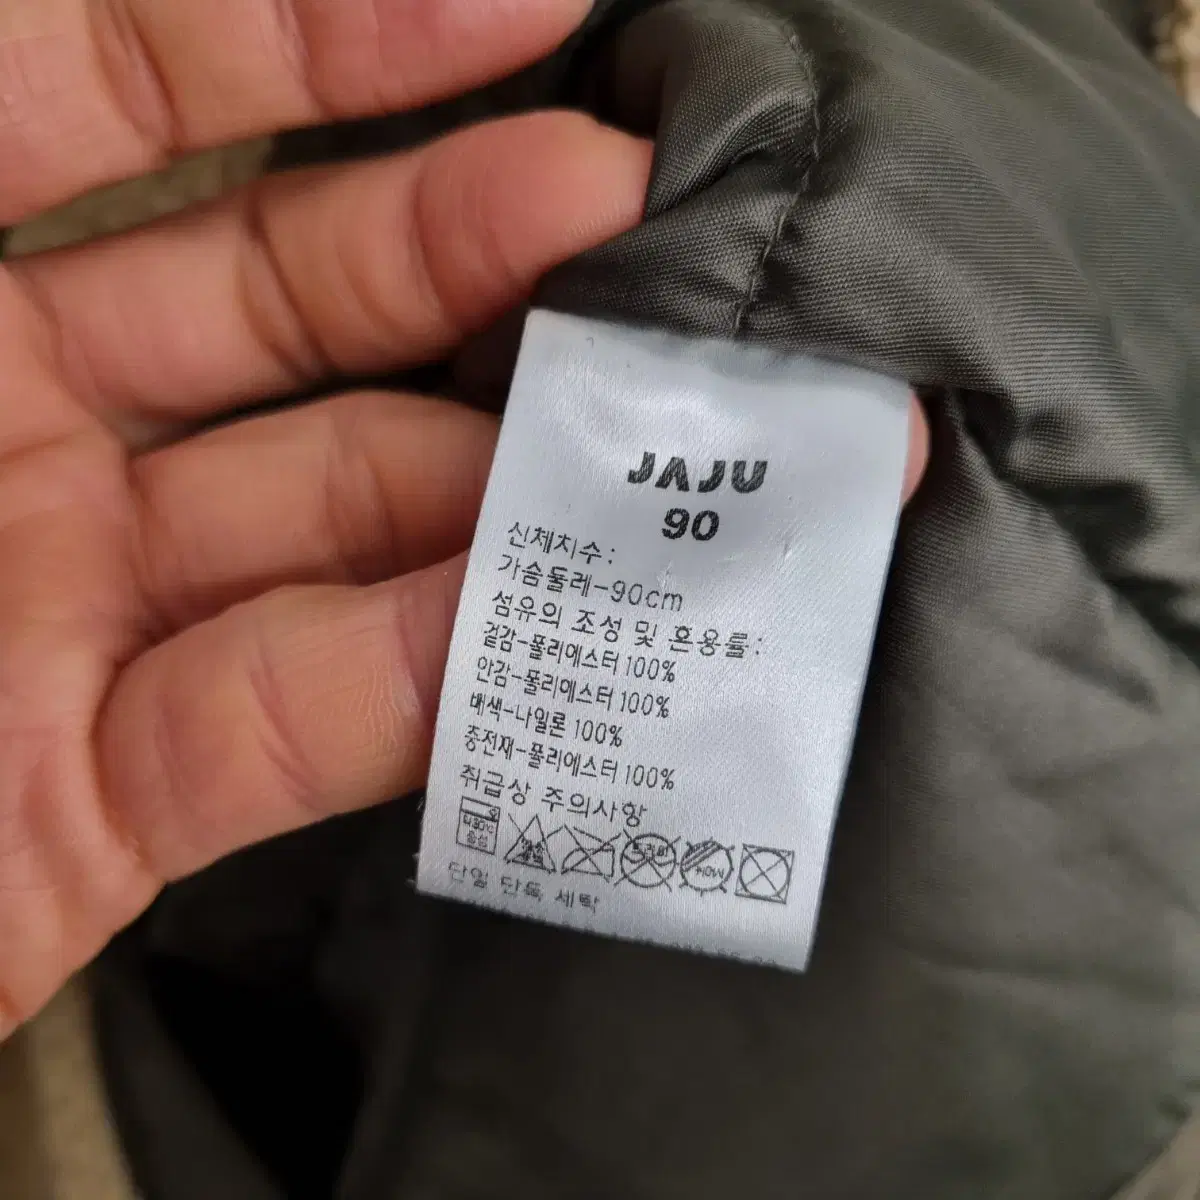 JAJU
90
신체치수:
가슴둘레-90cm
섬유의 조성 및 혼용률:
겉감-폴리에스터 100%
안감-폴리에스터 100%
배색-나일론 100%
충전재-폴리에스터 100%
취급상 주의사항
단일 단독 세탁